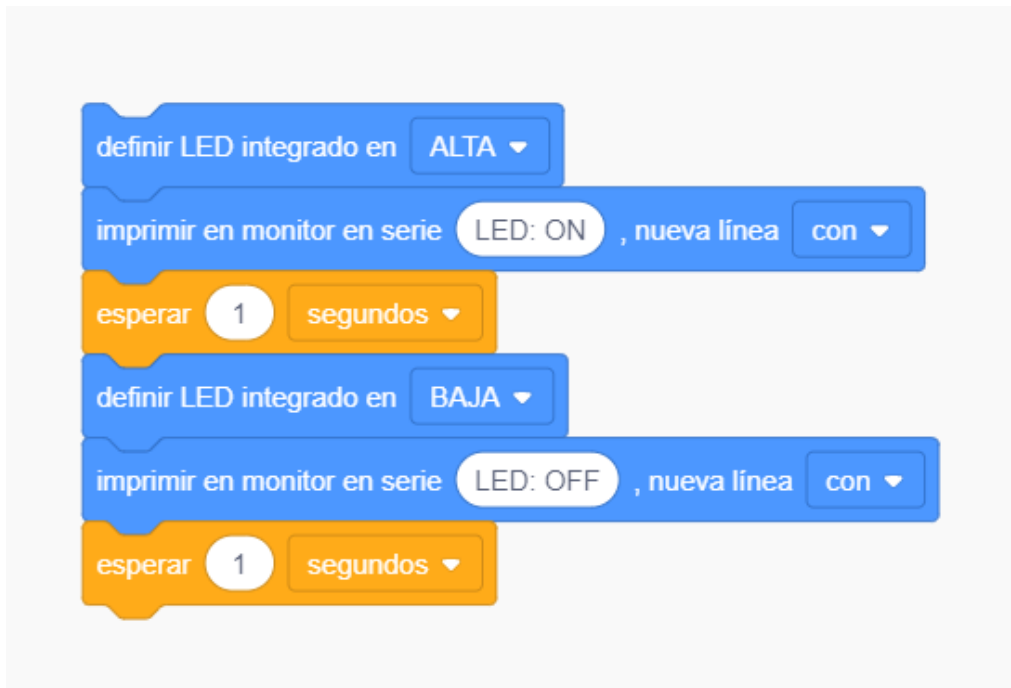 definir LED integrado en ALTA
imprimir en monitor en serie LED: ON , nueva línea con
esperar 1 segundos
definir LED integrado en BAJA
imprimir en monitor en serie LED: OFF , nueva línea con
esperar 1 segundos